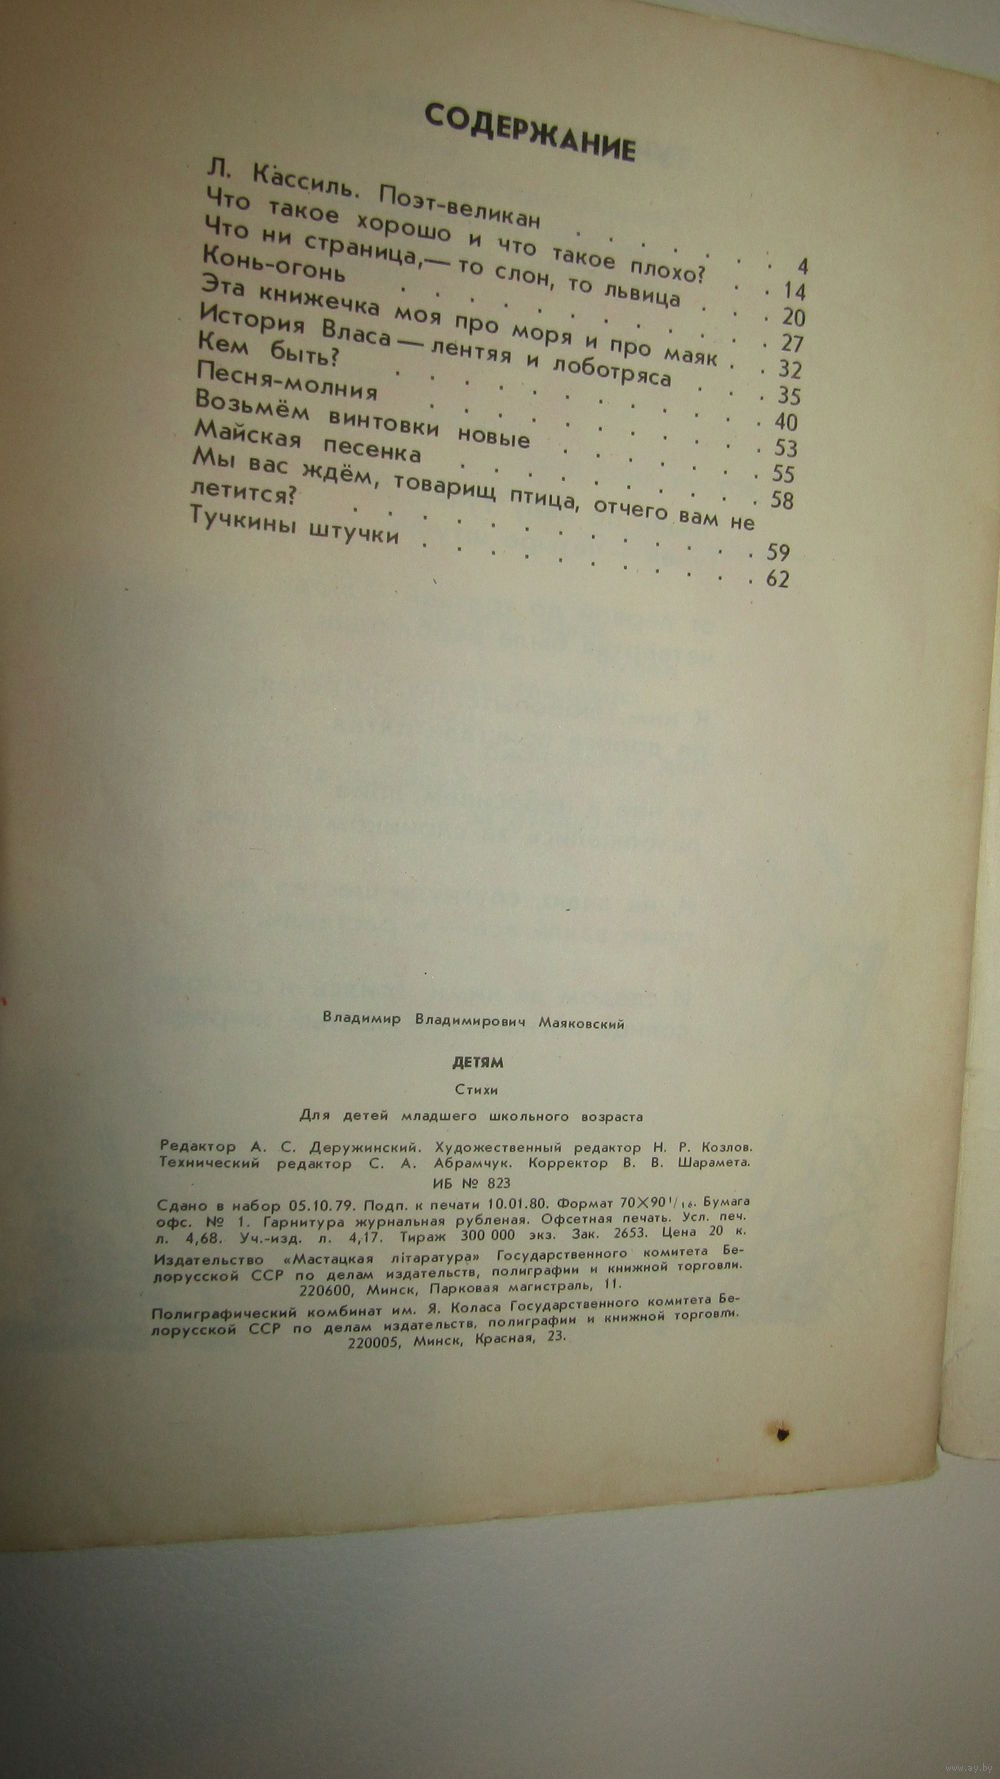 СОДЕРЖАНИЕ
Л. Кассиль. Поэт-великан . . . . . . . 4
Что такое хорошо и что такое плохо? . . 14
Что ни страница,— то слон, то львица . . . 20
Конь-огонь . . . . . . . . . . . . 27
Эта книжечка моя про моря и про маяк . . 32
История Власа — лентяя и лоботряса . . . 35
Кем быть? . . . . . . . . . . . . 40
Песня-молния . . . . . . . . . . . 53
Возьмём винтовки новые . . . . . . . 55
Майская песенка . . . . . . . . . . 58
Мы вас ждём, товарищ птица, отчего вам не
летится? . . . . . . . . . . . . . 59
Тучкины штучки . . . . . . . . . . . 62
Владимир Владимирович Маяковский
ДЕТЯМ
Стихи
Для детей младшего школьного возраста
Редактор А. С. Деружинский. Художественный редактор Н. Р. Козлов.
Технический редактор С. А. Абрамчук. Корректор В. В. Шарамета.
ИБ № 823
Сдано в набор 05.10.79. Подп. к печати 10.01.80. Формат 70×90 1/16. Бумага
офс. № 1. Гарнитура журнальная рубленая. Офсетная печать. Усл. печ.
л. 4,68. Уч.-изд. л. 4,17. Тираж 300 000 экз. Зак. 2653. Цена 20 к.
Издательство «Мастацкая літаратура» Государственного комитета Бе-
лорусской ССР по делам издательств, полиграфии и книжной торговли.
220600, Минск, Парковая магистраль, 11.
Полиграфический комбинат им. Я. Коласа Государственного комитета Бе-
лорусской ССР по делам издательств, полиграфии и книжной торговли.
220005, Минск, Красная, 23.
www.ay.by